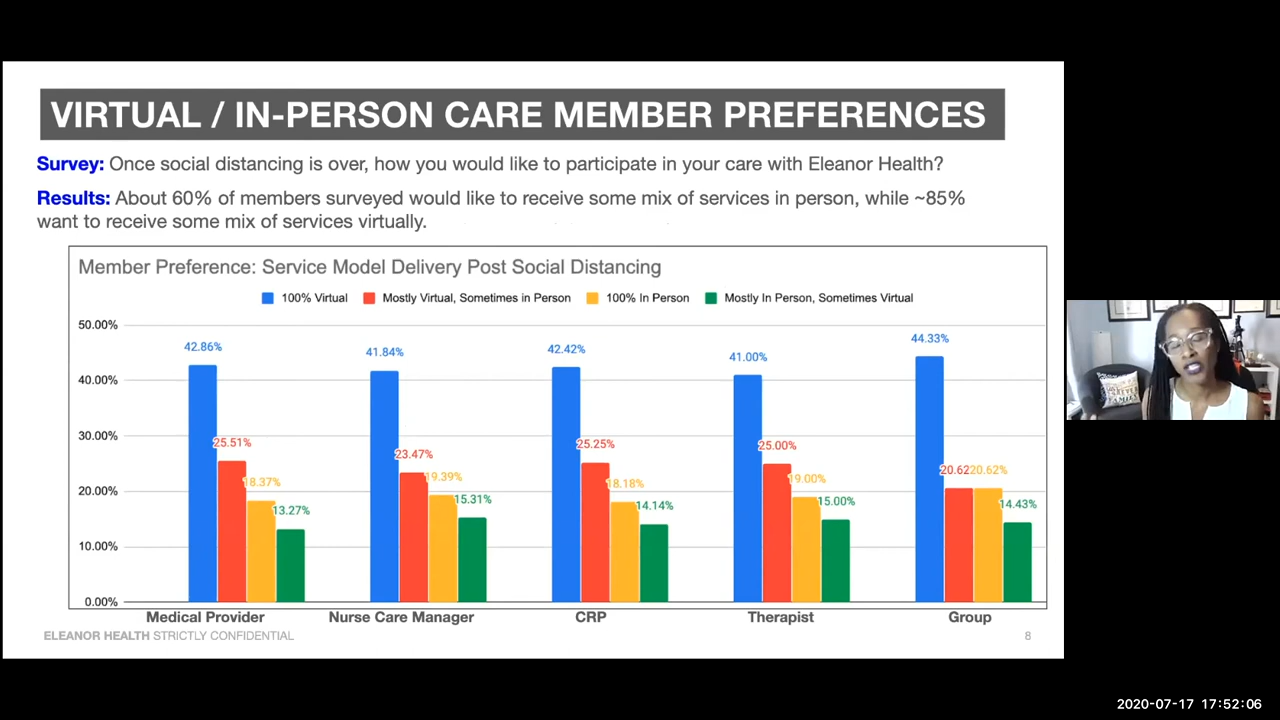 VIRTUAL / IN-PERSON CARE MEMBER PREFERENCES
Survey: Once social distancing is over, how you would like to participate in your care with Eleanor Health?
Results: About 60% of members surveyed would like to receive some mix of services in person, while ~85%
want to receive some mix of services virtually.
Member Preference: Service Model Delivery Post Social Distancing
100% Virtual
Mostly Virtual, Sometimes in Person
100% In Person
Mostly In Person, Sometimes Virtual
50.00%
40.00%
30.00%
20.00%
10.00%
0.00%
42.86%
25.51%
18.37%
13.27%
41.84%
23.47%
19.39%
15.31%
42.42%
25.25%
18.18%
14.14%
41.00%
25.00%
19.00%
15.00%
44.33%
20.62
20.62%
14.43%
Medical Provider
Nurse Care Manager
CRP
Therapist
Group
ELEANOR HEALTH STRICTLY CONFIDENTIAL
8
2020-07-17 17:52:06